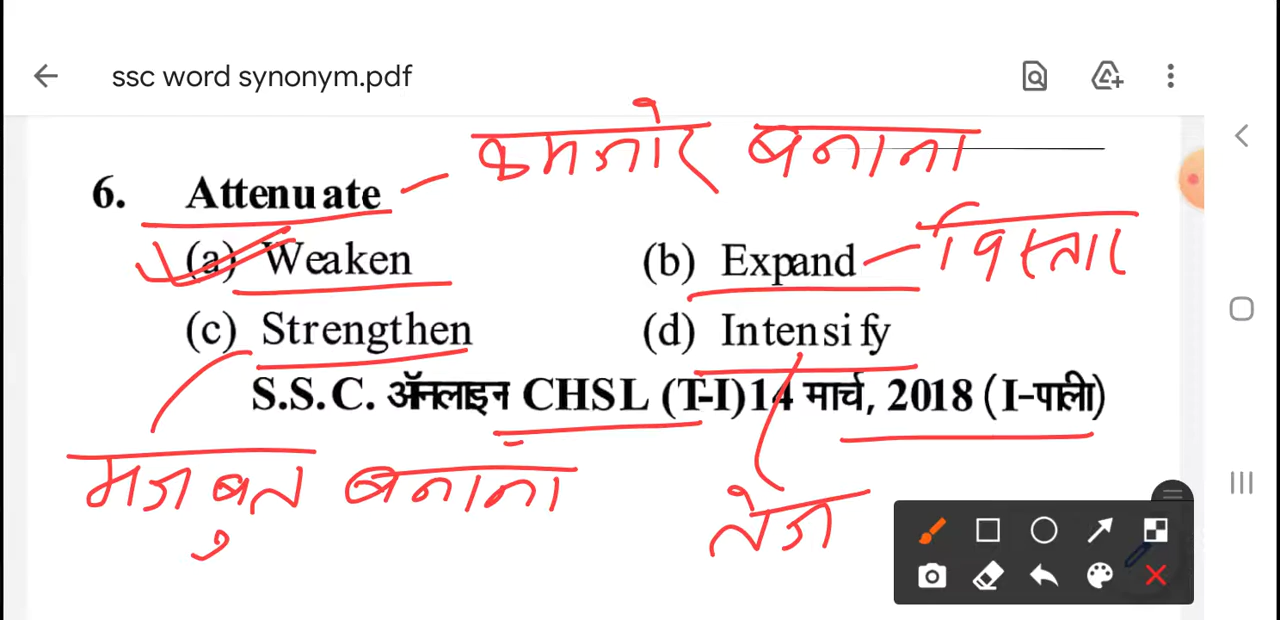 ssc word synonym.pdf
कमजोर बनाना
6. Attenuate
(a) Weaken (b) Expand विस्तार
(c) Strengthen (d) Intensify
S.S.C. ऑनलाइन CHSL (T-I) 14 मार्च, 2018 (I-पाली)
मजबुत बनाना तेज